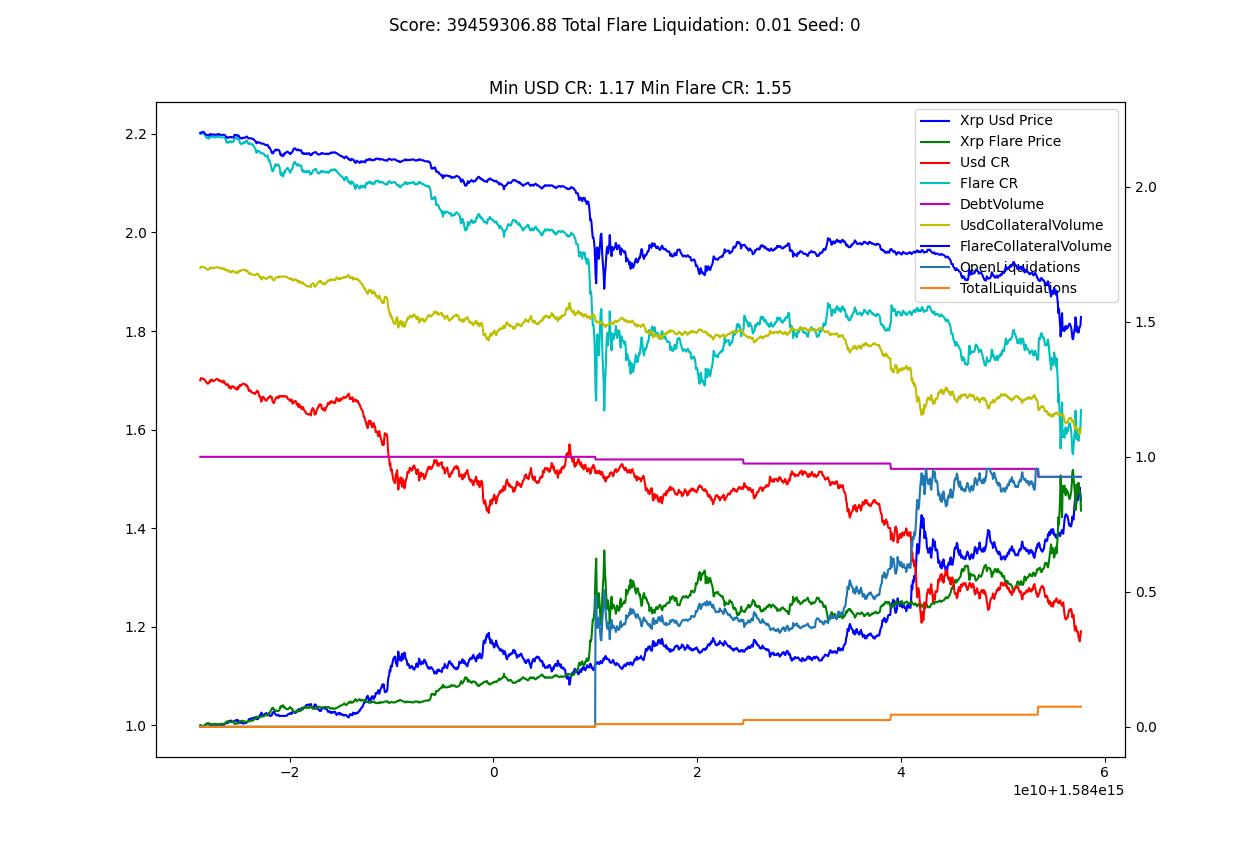 Score: 39459306.88 Total Flare Liquidation: 0.01 Seed: 0
Min USD CR: 1.17 Min Flare CR: 1.55
Xrp Usd Price
Xrp Flare Price
Usd CR
Flare CR
DebtVolume
UsdCollateralVolume
FlareCollateralVolume
OpenLiquidations
TotalLiquidations
2.2
2.0
1.8
1.6
1.4
1.2
1.0
2.0
1.5
1.0
0.5
0.0
−2 0 2 4 6
1e10+1.584e15